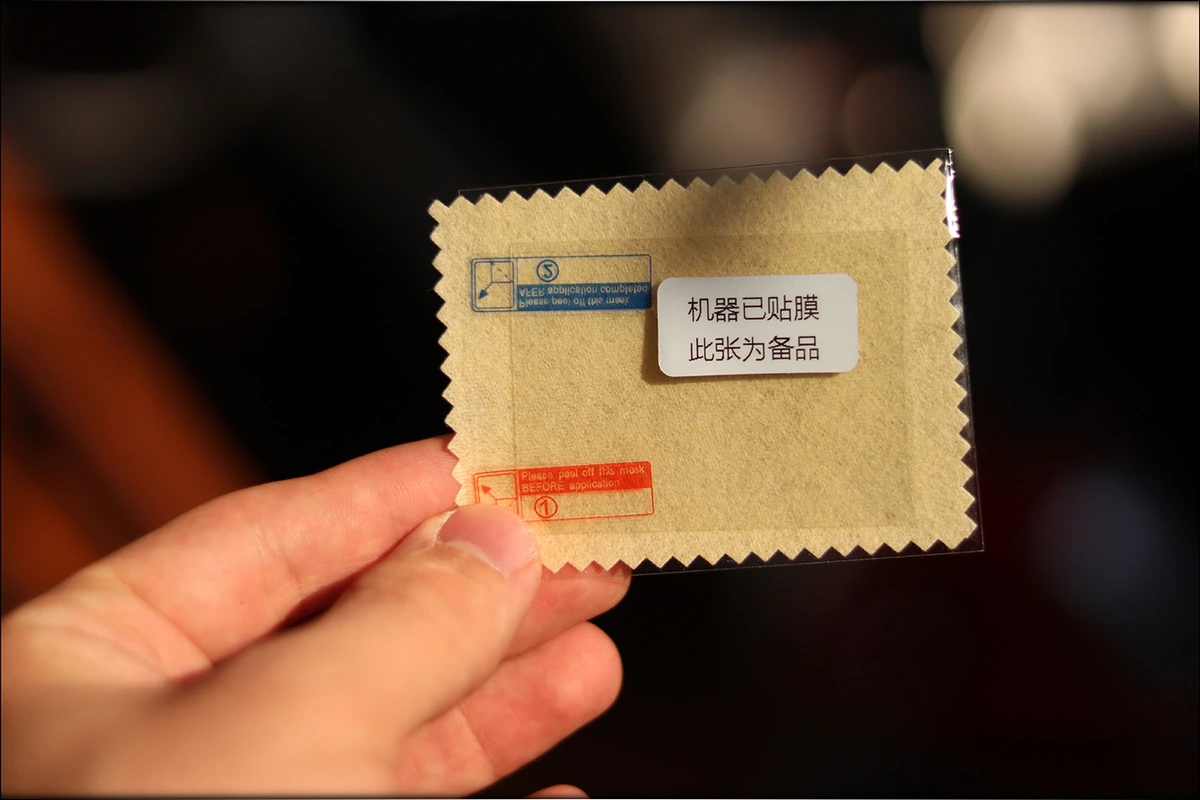 ②
AFER application completed
Please peel off this mask
机器已贴膜
此张为备品
Please peel off this mask
BEFORE application
①